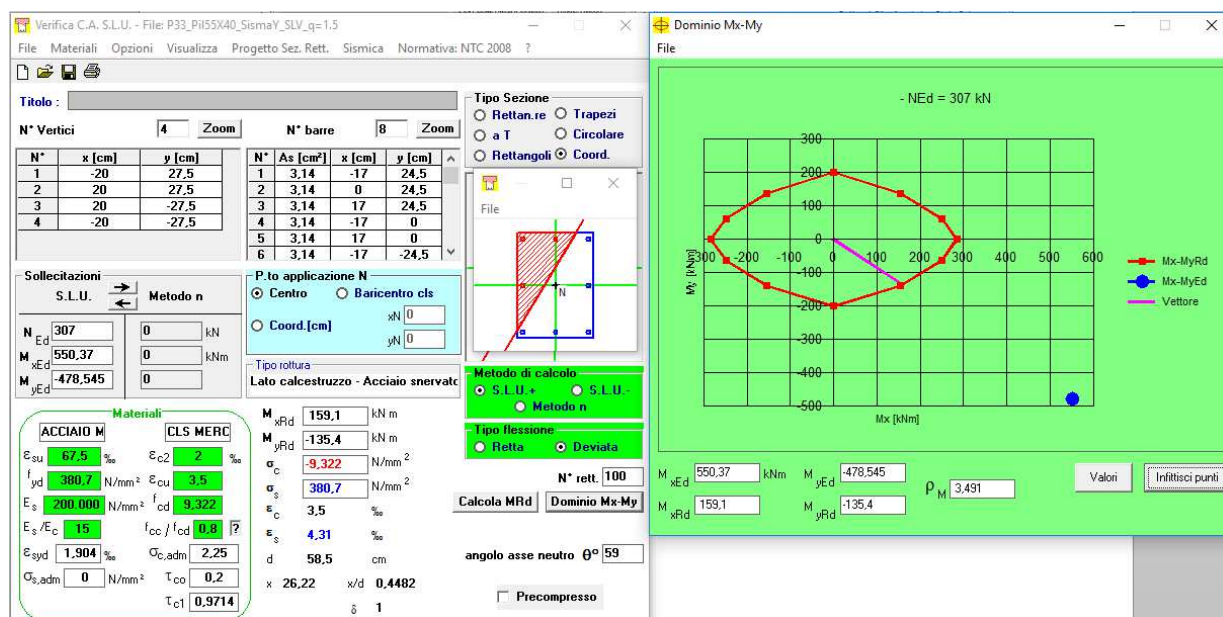 Verifica C.A. S.L.U. - File: P33_Pil55X40_SismaY_SLV_q=1.5
File Materiali Opzioni Visualizza Progetto Sez. Rett. Sismica Normativa: NTC 2008 ?
Titolo :
N° Vertici 4 Zoom N° barre 8 Zoom
N° x [cm] y [cm]
1 -20 27,5
2 20 27,5
3 20 -27,5
4 -20 -27,5
N° As [cm²] x [cm] y [cm]
1 3,14 -17 24,5
2 3,14 0 24,5
3 3,14 17 24,5
4 3,14 -17 0
5 3,14 17 0
6 3,14 -17 -24,5
Tipo Sezione
Rettan.re Trapezi
a T Circolare
Rettangoli Coord.
File
N
Sollecitazioni
S.L.U. Metodo n
N Ed 307 0 kN
M xEd 550,37 0 kNm
M yEd -478,545 0
P.to applicazione N
Centro Baricentro cls
Coord.[cm] xN 0
yN 0
Tipo rottura
Lato calcestruzzo - Acciaio snervato
Metodo di calcolo
S.L.U.+ S.L.U.-
Metodo n
Tipo flessione
Retta Deviata
N° rett. 100
Calcola MRd Dominio Mx-My
angolo asse neutro θ° 59
Precompresso
Materiali
ACCIAIO M CLS MERC
εsu 67,5 ‰ εc2 2 ‰
fyd 380,7 N/mm² εcu 3,5
Es 200.000 N/mm² fcd 9,322
Es/Ec 15 fcc / fcd 0,8 ?
εsyd 1,904 ‰ σc,adm 2,25
σs,adm 0 N/mm² τco 0,2
τc1 0,9714
M xRd 159,1 kN m
M yRd -135,4 kN m
σc -9,322 N/mm²
σs 380,7 N/mm²
εc 3,5 ‰
εs 4,31 ‰
d 58,5 cm
x 26,22 x/d 0,4482
δ 1
Dominio Mx-My
File
- NEd = 307 kN
300
200
100
0
-100
-200
-300
-400
-500
My [kNm]
-300 -200 -100 0 100 200 300 400 500 600
Mx [kNm]
Mx-MyRd
Mx-MyEd
Vettore
M xEd 550,37 kNm M yEd -478,545
M xRd 159,1 M yRd -135,4
ρM 3,491
Valori Infittisci punti